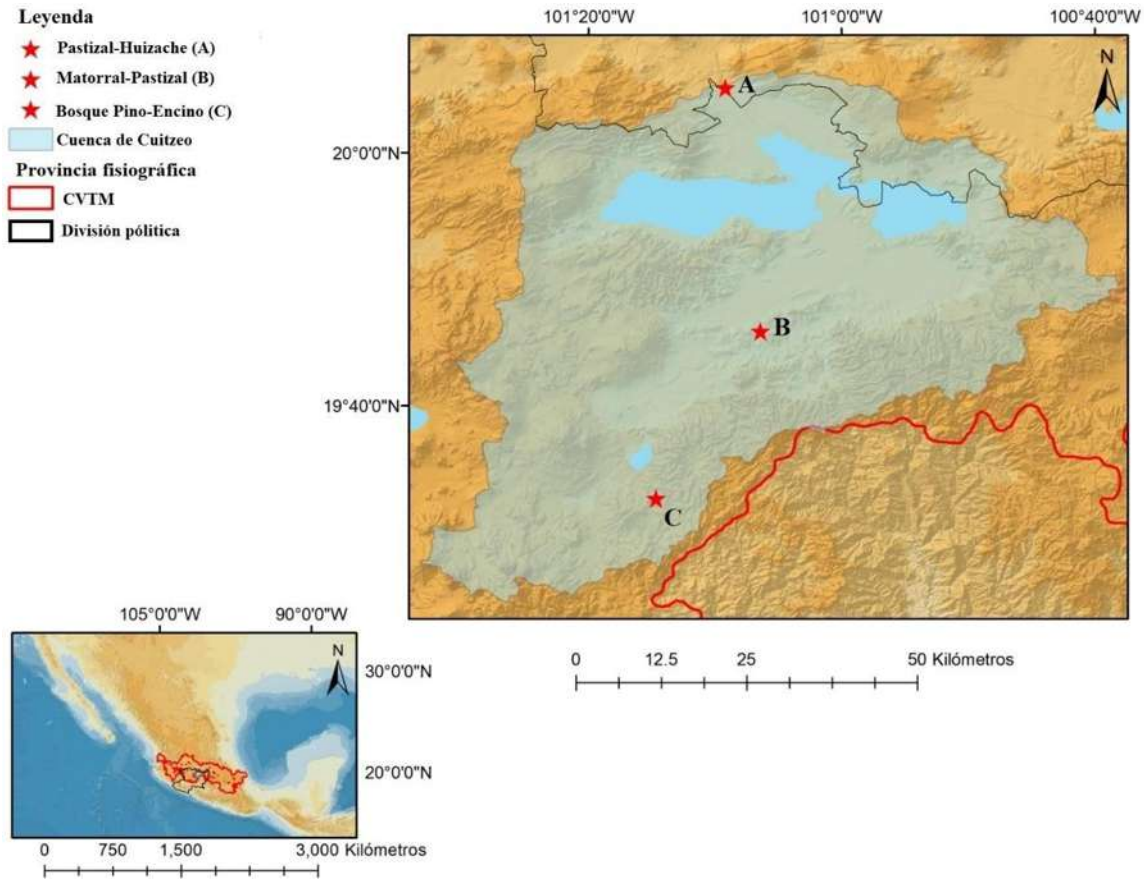 Leyenda
Pastizal-Huizache (A)
Matorral-Pastizal (B)
Bosque Pino-Encino (C)
Cuenca de Cuitzeo
Provincia fisiográfica
CVTM
División pólitica
101°20'0"W 101°0'0"W 100°40'0"W
N
A
20°0'0"N
B
19°40'0"N
C
105°0'0"W 90°0'0"W
N
30°0'0"N
20°0'0"N
0 12.5 25 50 Kilómetros
0 750 1,500 3,000 Kilómetros